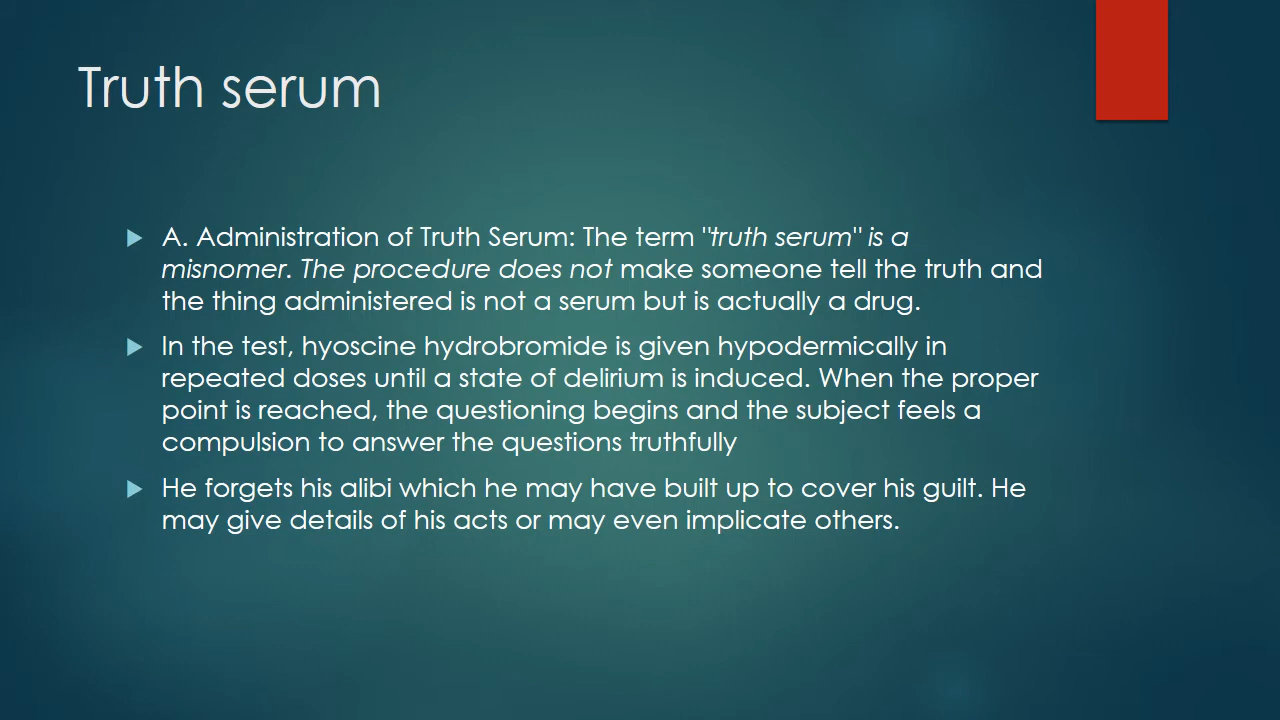 Truth serum
A. Administration of Truth Serum: The term "truth serum" is a
misnomer. The procedure does not make someone tell the truth and
the thing administered is not a serum but is actually a drug.
In the test, hyoscine hydrobromide is given hypodermically in
repeated doses until a state of delirium is induced. When the proper
point is reached, the questioning begins and the subject feels a
compulsion to answer the questions truthfully
He forgets his alibi which he may have built up to cover his guilt. He
may give details of his acts or may even implicate others.